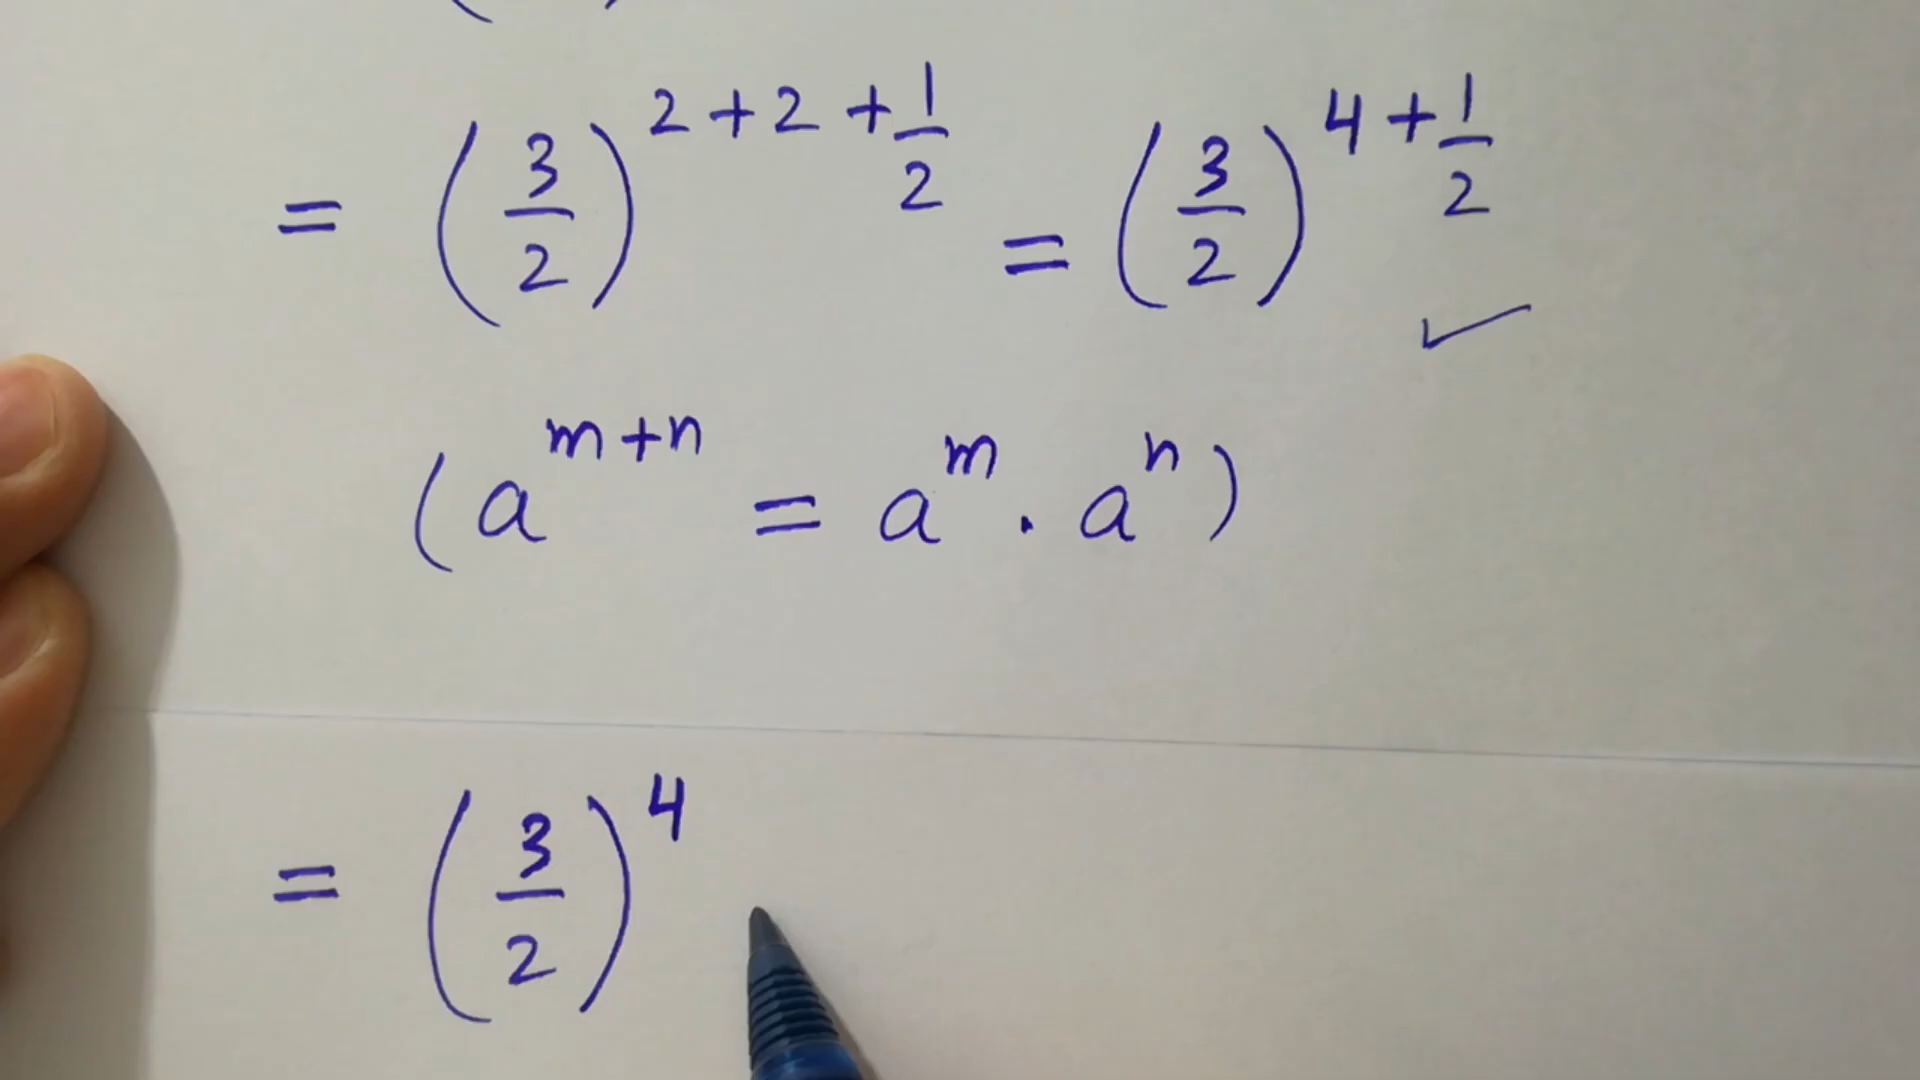 = (3/2)^(2+2+1/2) = (3/2)^(4+1/2) ✓
(a^(m+n) = a^m . a^n)
= (3/2)^4